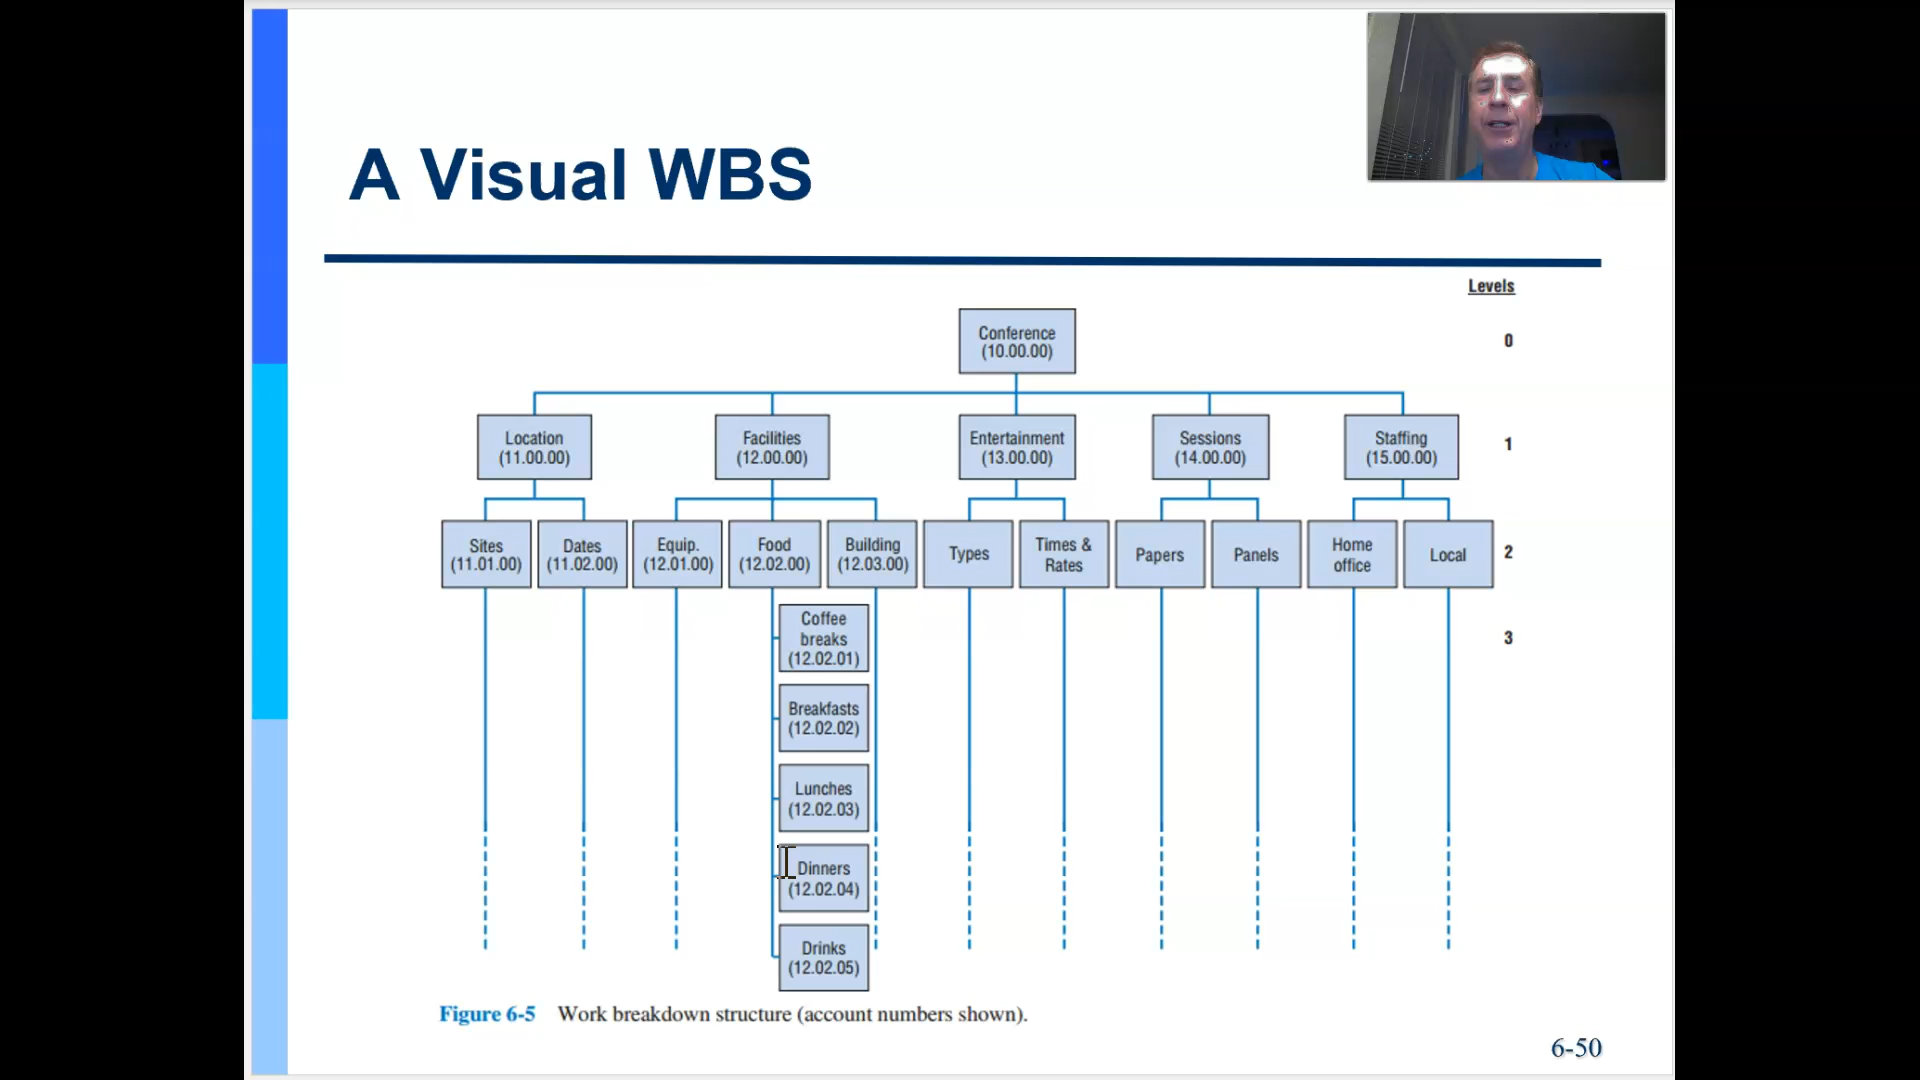 A Visual WBS
Levels
Conference
(10.00.00)
0
Location
(11.00.00)
Facilities
(12.00.00)
Entertainment
(13.00.00)
Sessions
(14.00.00)
Staffing
(15.00.00)
1
Sites
(11.01.00)
Dates
(11.02.00)
Equip.
(12.01.00)
Food
(12.02.00)
Building
(12.03.00)
Types
Times &
Rates
Papers
Panels
Home
office
Local
2
Coffee
breaks
(12.02.01)
3
Breakfasts
(12.02.02)
Lunches
(12.02.03)
Dinners
(12.02.04)
Drinks
(12.02.05)
Figure 6-5 Work breakdown structure (account numbers shown).
6-50